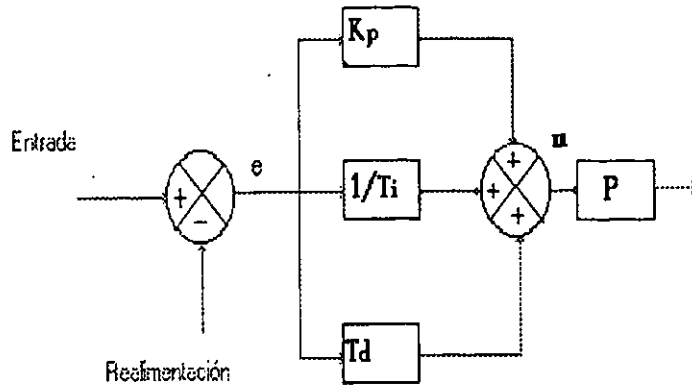 Kp
Entrada
e
u
+
1/Ti
+
+
P
−
+
Td
Realimentación